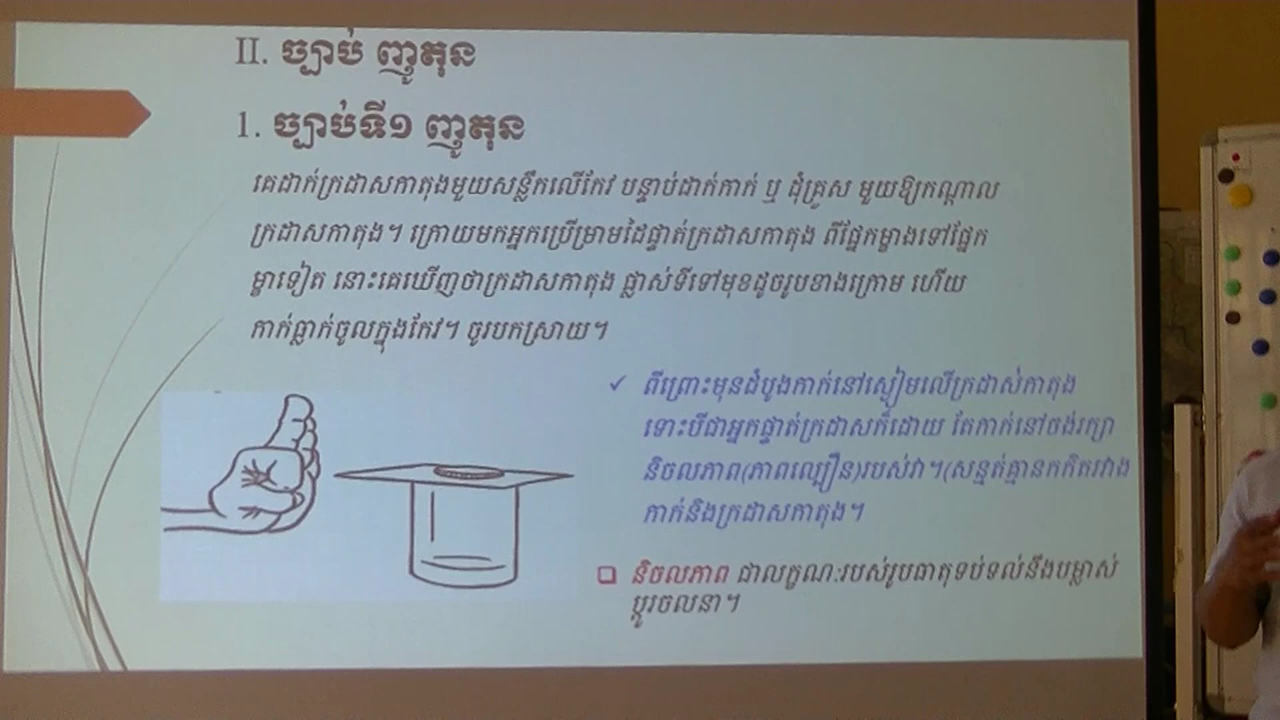 II. ច្បាប់ ញូតុន
1. ច្បាប់ទី១ ញូតុន
គេដាក់ក្រដាសកាតុងមួយសន្លឹកលើកែវ បន្ទាប់ដាក់កាក់ ឬ ដុំគ្រួស មួយឱ្យកណ្តាល
ក្រដាសកាតុង។ ក្រោយមកអ្នកប្រើម្រាមដៃផ្ទាត់ក្រដាសកាតុង ពីផ្នែកម្ខាងទៅផ្នែក
ម្ខាទៀត នោះគេឃើញថាក្រដាសកាតុង ផ្លាស់ទីទៅមុខដូចរូបខាងក្រោម ហើយ
កាក់ធ្លាក់ចូលក្នុងកែវ។ ចូរបកស្រាយ។
ពីព្រោះមុនដំបូងកាក់នៅស្ងៀមលើក្រដាស់កាតុង
ទោះបីជាអ្នកផ្ទាត់ក្រដាសក៏ដោយ តែកាក់នៅចង់រក្សា
និចលភាព(ភាពល្បឿន)របស់វា។(សន្មត់គ្មានកកិតរវាង
កាក់និងក្រដាសកាតុង។
និចលភាព ជាលក្ខណៈរបស់រូបធាតុទប់ទល់នឹងបម្លាស់
ប្តូរចលនា។